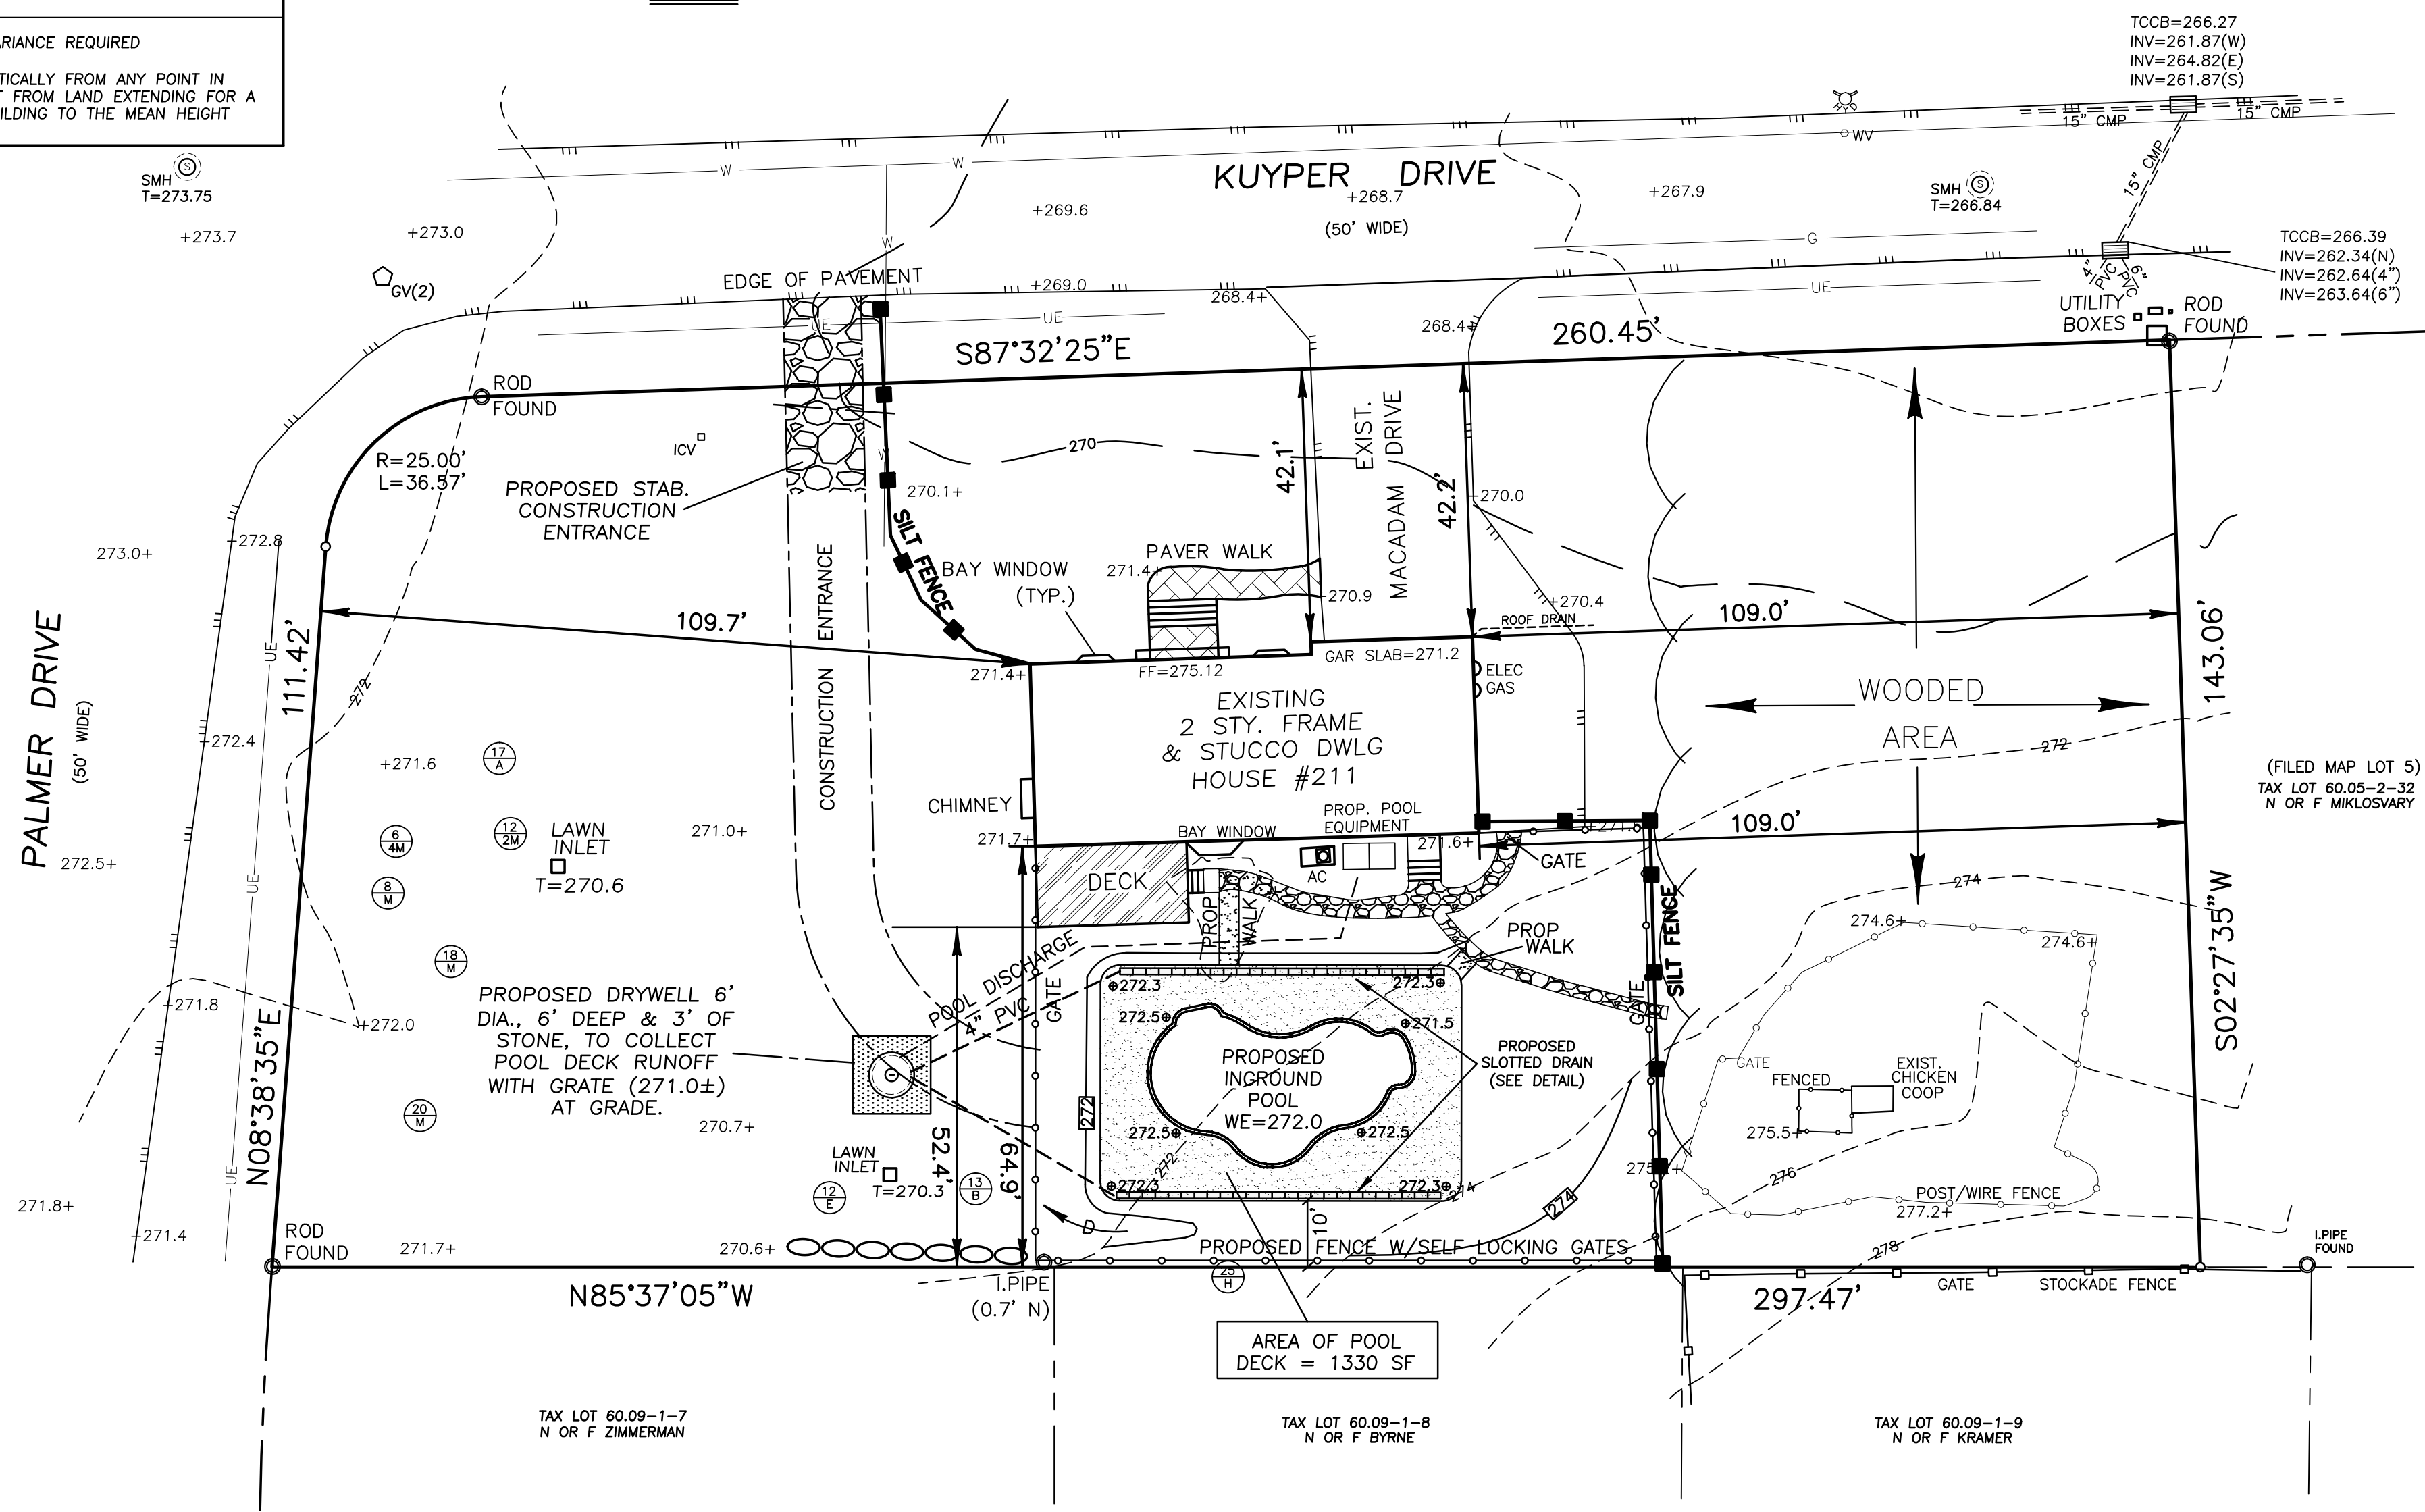 ARIANCE REQUIRED
TICALLY FROM ANY POINT IN
FROM LAND EXTENDING FOR A
ILDING TO THE MEAN HEIGHT
SMH
S
T=273.75
+273.7
+273.0
GV(2)
TCCB=266.27
INV=261.87(W)
INV=264.82(E)
INV=261.87(S)
15" CMP
15" CMP
15" CMP
WV
W
W
W
W
KUYPER DRIVE
(50' WIDE)
+269.6
+268.7
+267.9
SMH
S
T=266.84
G
TCCB=266.39
INV=262.34(N)
INV=262.64(4")
INV=263.64(6")
4" PVC
6" PVC
UTILITY
BOXES
ROD
FOUND
EDGE OF PAVEMENT
+269.0
268.4+
268.4+
UE
UE
UE
S87°32'25"E
260.45'
ROD
FOUND
R=25.00'
L=36.57'
ICV
PROPOSED STAB.
CONSTRUCTION
ENTRANCE
270.1+
270
42.1'
42.2'
EXIST.
MACADAM DRIVE
+270.0
SILT FENCE
BAY WINDOW
(TYP.)
PAVER WALK
271.4+
+270.9
+270.4
ROOF DRAIN
109.7'
109.0'
CONSTRUCTION ENTRANCE
273.0+
+272.8
PALMER DRIVE
(50' WIDE)
111.42'
UE
UE
UE
272
+272.4
272.5+
+271.6
17
A
6
4M
12
2M
8
M
18
M
20
M
LAWN
INLET
T=270.6
271.0+
271.4+
FF=275.12
GAR SLAB=271.2
ELEC
GAS
EXISTING
2 STY. FRAME
& STUCCO DWLG
HOUSE #211
CHIMNEY
271.7+
BAY WINDOW
PROP. POOL
EQUIPMENT
271.6+
+271.5
AC
GATE
109.0'
WOODED
AREA
272
143.06'
S02°27'35"W
(FILED MAP LOT 5)
TAX LOT 60.05-2-32
N OR F MIKLOSVARY
DECK
PROP
WALK
PROP
WALK
SILT FENCE
GATE
GATE
274
274.6+
274.6+
POOL DISCHARGE
4" PVC
PROPOSED DRYWELL 6'
DIA., 6' DEEP & 3' OF
STONE, TO COLLECT
POOL DECK RUNOFF
WITH GRATE (271.0±)
AT GRADE.
+271.8
+272.0
N08°38'35"E
272.3
272.3
272.5
271.5
PROPOSED
INGROUND
POOL
WE=272.0
272.5
272.5
272.3
272.3
272
272
PROPOSED
SLOTTED DRAIN
(SEE DETAIL)
GATE
FENCED
EXIST.
CHICKEN
COOP
275.5+
276
POST/WIRE FENCE
277.2+
278
270.7+
LAWN
INLET
T=270.3
12
E
13
B
52.4'
64.9'
D
10'
274
274
271.8+
+271.4
ROD
FOUND
271.7+
270.6+
PROPOSED FENCE W/SELF LOCKING GATES
25
H
I.PIPE
(0.7' N)
N85°37'05"W
297.47'
GATE
STOCKADE FENCE
I.PIPE
FOUND
AREA OF POOL
DECK = 1330 SF
TAX LOT 60.09-1-7
N OR F ZIMMERMAN
TAX LOT 60.09-1-8
N OR F BYRNE
TAX LOT 60.09-1-9
N OR F KRAMER